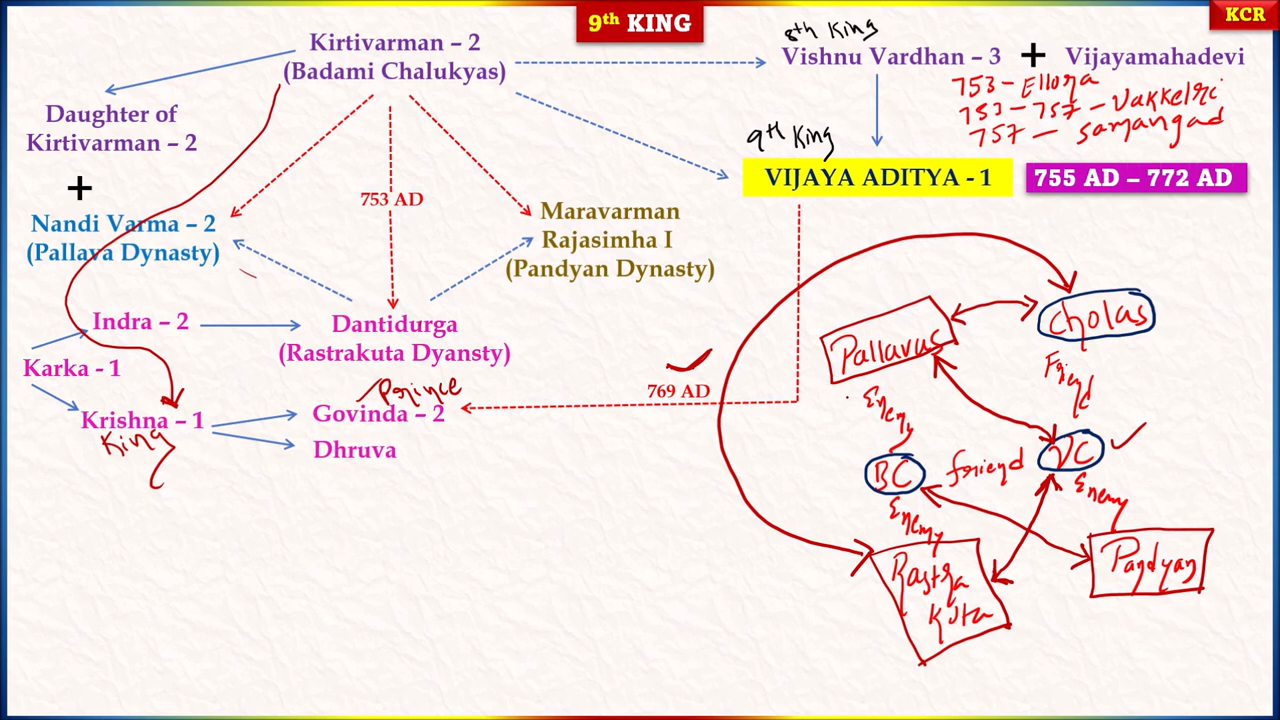 9th KING
KCR
Kirtivarman – 2
(Badami Chalukyas)
8th King
Vishnu Vardhan – 3 + Vijayamahadevi
753 – Ellora
753 – 757 – Vakkelri
757 – Samangad
Daughter of
Kirtivarman – 2
+
Nandi Varma – 2
(Pallava Dynasty)
9th King
VIJAYA ADITYA - 1
755 AD – 772 AD
753 AD
Maravarman
Rajasimha I
(Pandyan Dynasty)
Indra – 2
Dantidurga
(Rastrakuta Dyansty)
Karka - 1
Krishna – 1
King
Prince
Govinda – 2
Dhruva
769 AD
Cholas
Pallavas
Friend
Enemy
BC
friend
VC
Enemy
Enemy
Rastra
Kuta
Pandyan